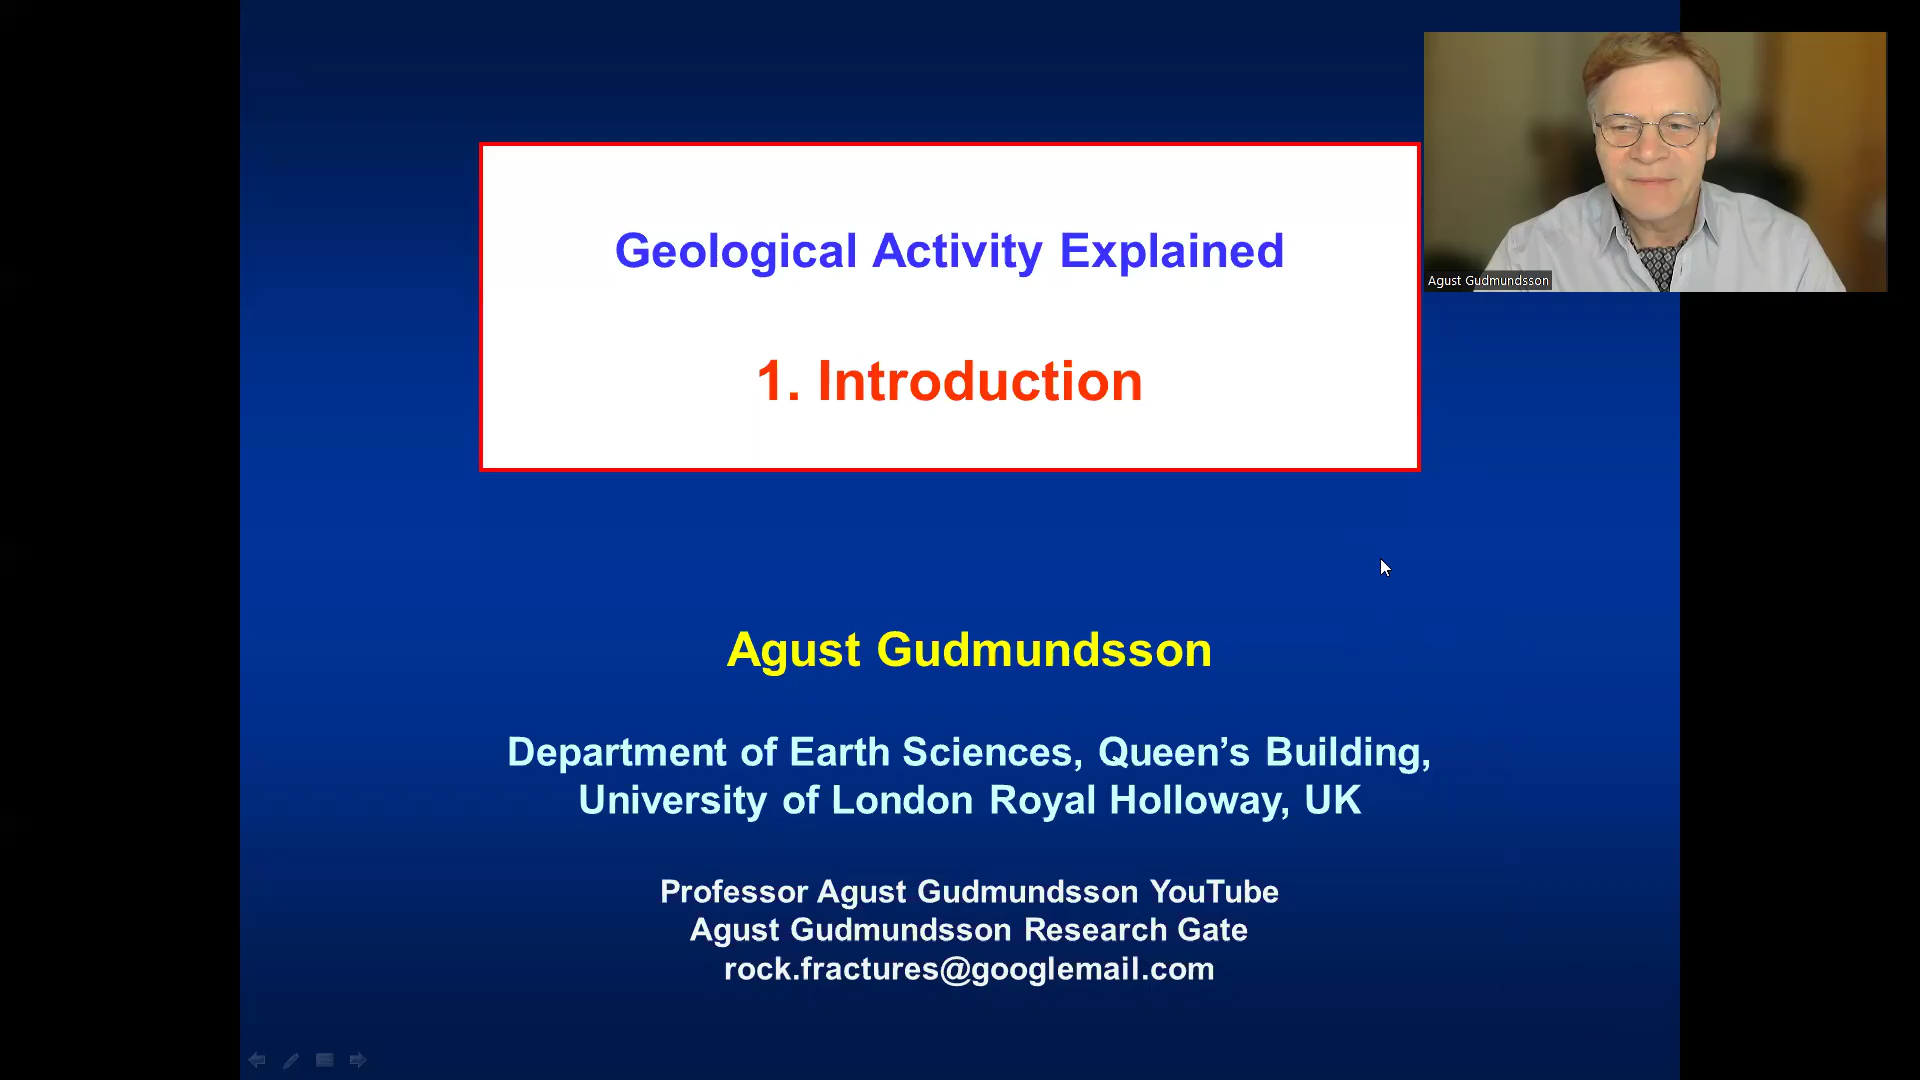 Geological Activity Explained
1. Introduction
Agust Gudmundsson
Agust Gudmundsson
Department of Earth Sciences, Queen’s Building,
University of London Royal Holloway, UK
Professor Agust Gudmundsson YouTube
Agust Gudmundsson Research Gate
rock.fractures@googlemail.com